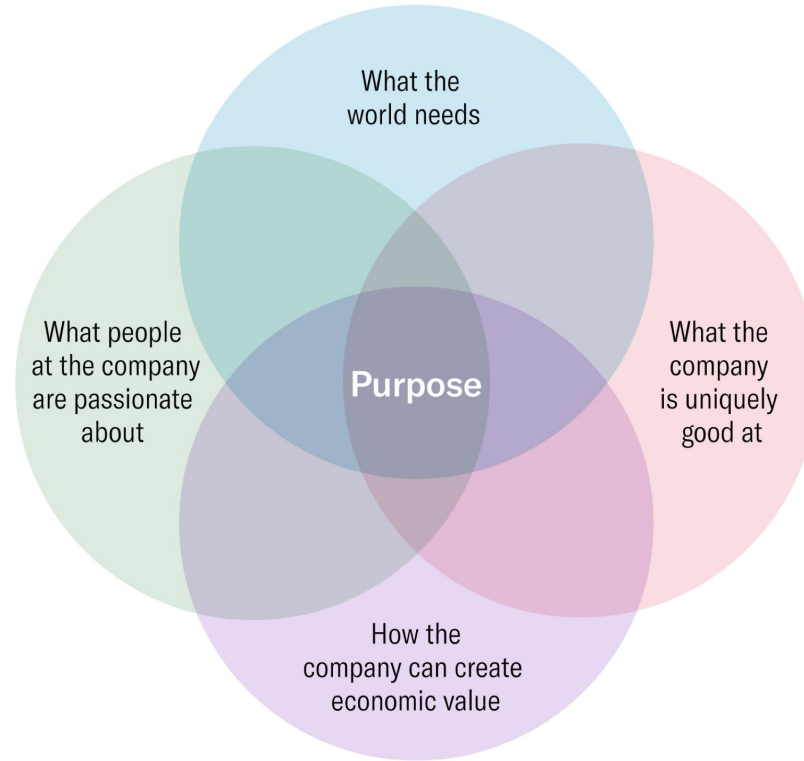 What the
world needs
What people
at the company
are passionate
about
Purpose
What the
company
is uniquely
good at
How the
company can create
economic value